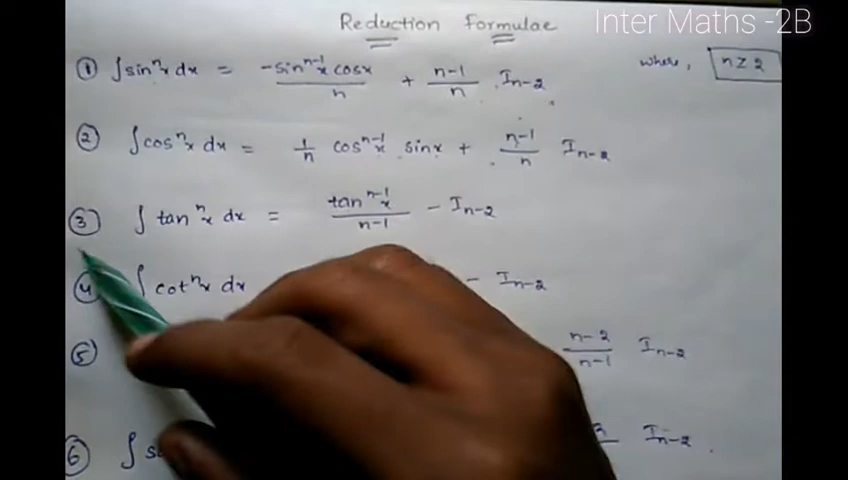 Reduction Formulae
Inter Maths -2B
① ∫sinⁿx dx = -sinⁿ⁻¹x cosx / n + n-1 / n . Iₙ₋₂ where, n≥2
② ∫cosⁿx dx = 1/n cosⁿ⁻¹x sinx + n-1 / n Iₙ₋₂
③ ∫tanⁿx dx = tanⁿ⁻¹x / n-1 - Iₙ₋₂
④ ∫cotⁿx dx - Iₙ₋₂
⑤ n-2 / n-1 Iₙ₋₂
⑥ ∫ Iₙ₋₂ .